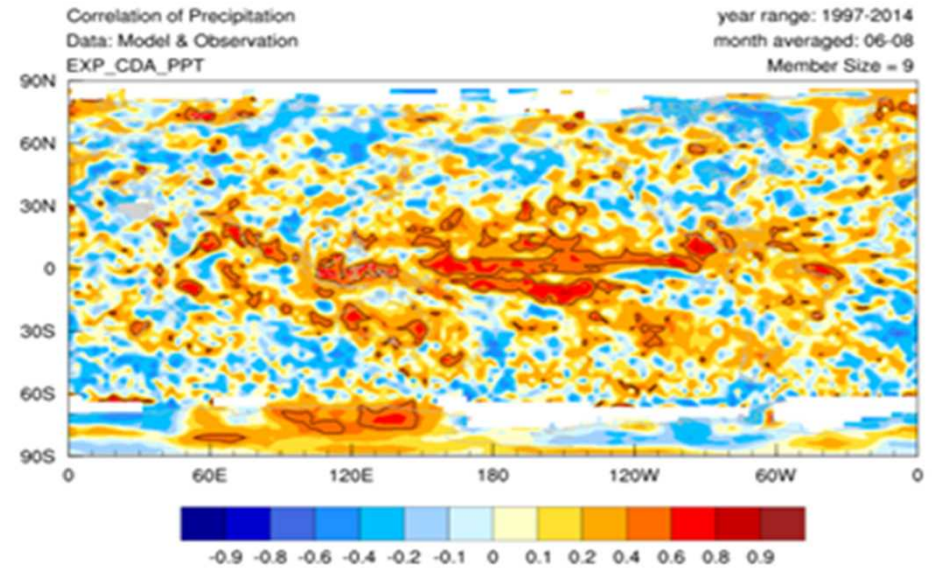 Correlation of Precipitation
year range: 1997-2014
Data: Model & Observation
month averaged: 06-08
EXP_CDA_PPT
Member Size = 9
90N
60N
30N
0
30S
60S
90S
0 60E 120E 180 120W 60W 0
-0.9 -0.8 -0.6 -0.4 -0.2 -0.1 0 0.1 0.2 0.4 0.6 0.8 0.9